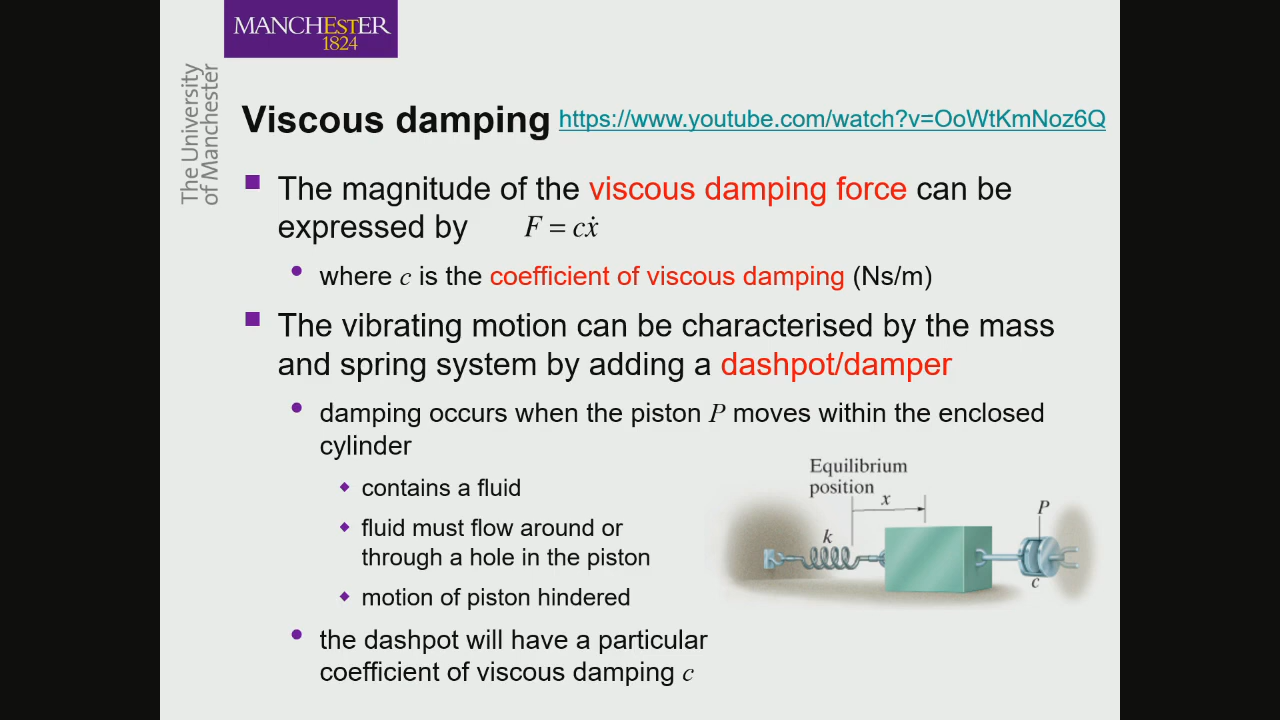 MANCHESTER
1824
The University
of Manchester
Viscous damping https://www.youtube.com/watch?v=OoWtKmNoz6Q
The magnitude of the viscous damping force can be
expressed by F = cẋ
where c is the coefficient of viscous damping (Ns/m)
The vibrating motion can be characterised by the mass
and spring system by adding a dashpot/damper
damping occurs when the piston P moves within the enclosed
cylinder
contains a fluid
fluid must flow around or
through a hole in the piston
motion of piston hindered
the dashpot will have a particular
coefficient of viscous damping c
Equilibrium
position
x
k
P
c